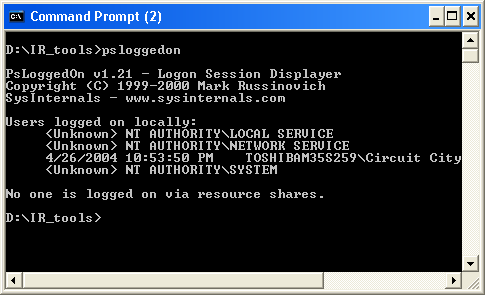 Command Prompt (2)
D:\IR_tools>psloggedon
PsLoggedOn v1.21 - Logon Session Displayer
Copyright (C) 1999-2000 Mark Russinovich
SysInternals - www.sysinternals.com
Users logged on locally:
<Unknown> NT AUTHORITY\LOCAL SERVICE
<Unknown> NT AUTHORITY\NETWORK SERVICE
4/26/2004 10:53:50 PM TOSHIBAM35S259\Circuit City
<Unknown> NT AUTHORITY\SYSTEM
No one is logged on via resource shares.
D:\IR_tools>